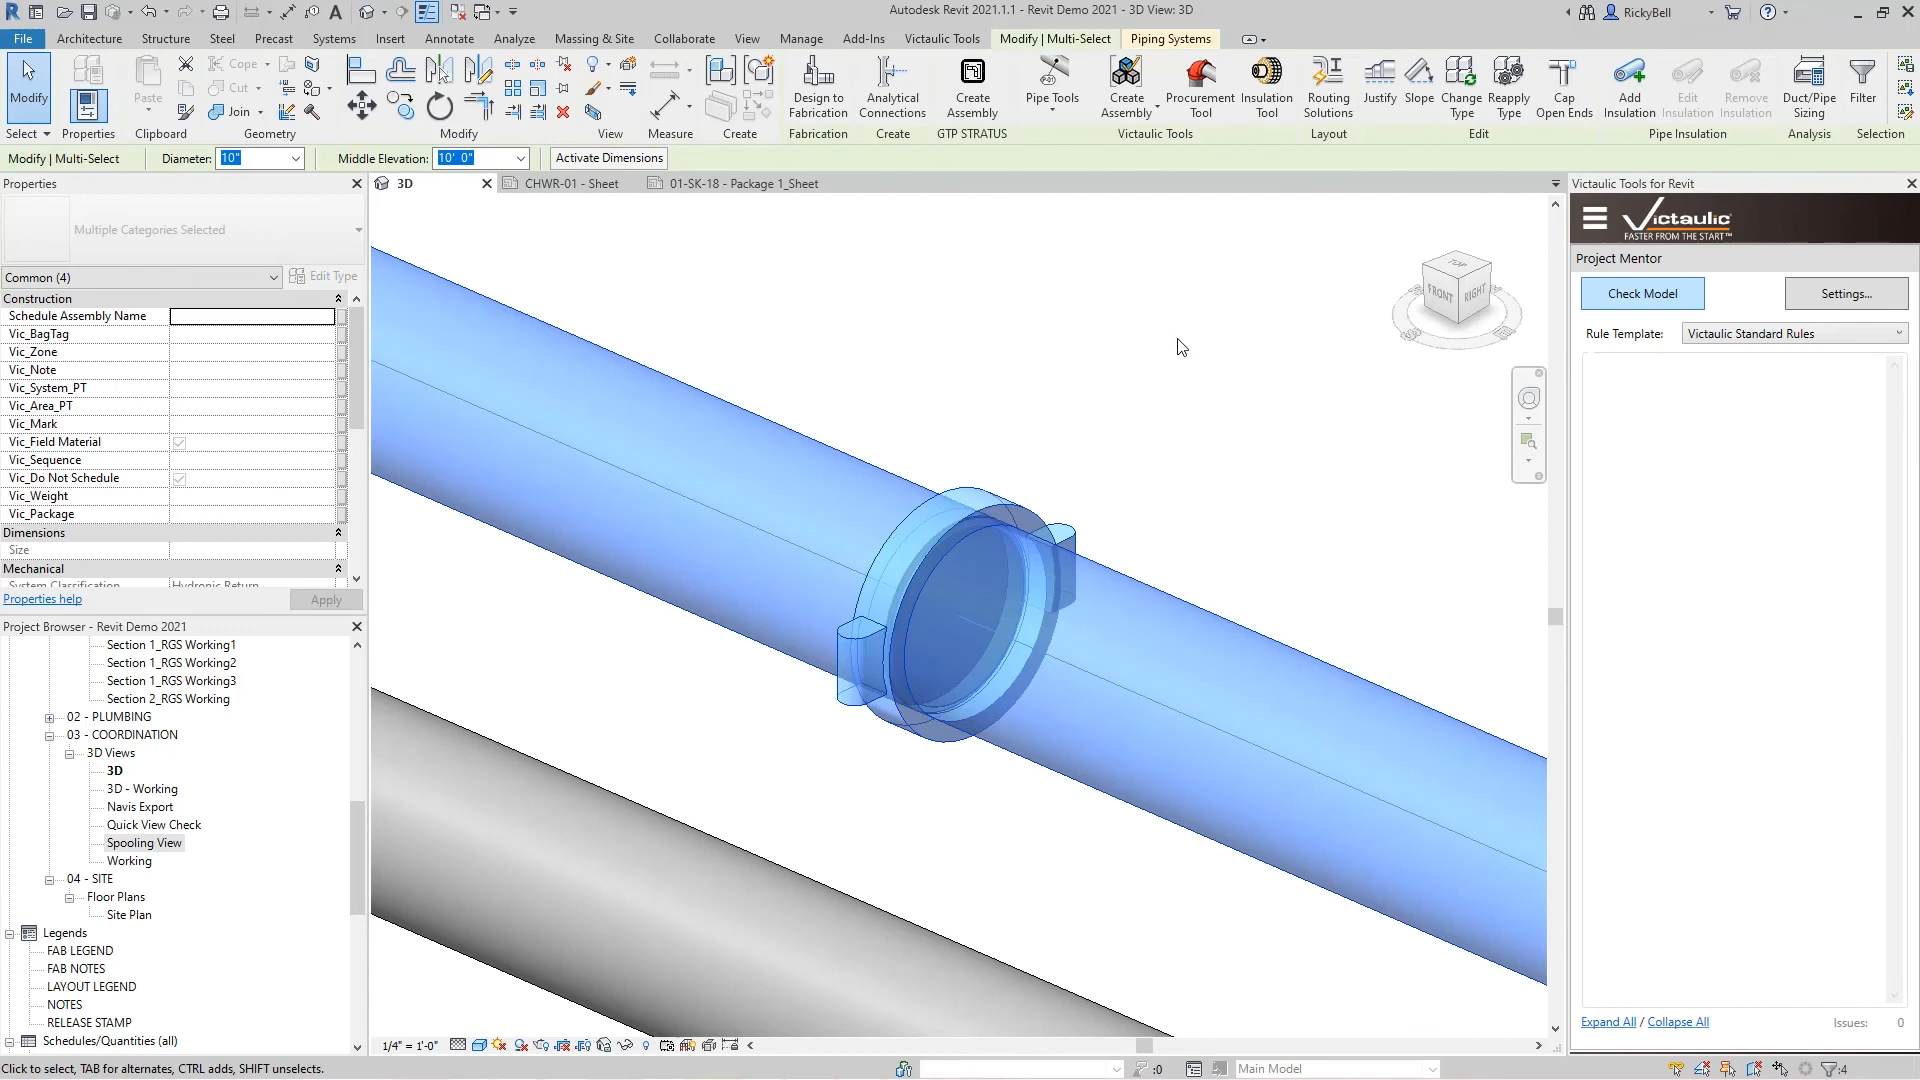 Autodesk Revit 2021.1.1 - Revit Demo 2021 - 3D View: 3D
RickyBell
File
Architecture
Structure
Steel
Precast
Systems
Insert
Annotate
Analyze
Massing & Site
Collaborate
View
Manage
Add-Ins
Victaulic Tools
Modify | Multi-Select
Piping Systems
Modify
Paste
Cope
Cut
Join
Design to Fabrication
Analytical Connections
Create Assembly
Pipe Tools
Create Assembly
Procurement Tool
Insulation Tool
Routing Solutions
Justify
Slope
Change Type
Reapply Type
Cap Open Ends
Add Insulation
Edit Insulation
Remove Insulation
Duct/Pipe Sizing
Filter
Select
Properties
Clipboard
Geometry
Modify
View
Measure
Create
Fabrication
Create
GTP STRATUS
Victaulic Tools
Layout
Edit
Pipe Insulation
Analysis
Selection
Modify | Multi-Select
Diameter: 10"
Middle Elevation: 10' 0"
Activate Dimensions
Properties
3D
CHWR-01 - Sheet
01-SK-18 - Package 1_Sheet
Victaulic Tools for Revit
Multiple Categories Selected
Common (4)
Edit Type
Construction
Schedule Assembly Name
Vic_BagTag
Vic_Zone
Vic_Note
Vic_System_PT
Vic_Area_PT
Vic_Mark
Vic_Field Material
Vic_Sequence
Vic_Do Not Schedule
Vic_Weight
Vic_Package
Dimensions
Size
Mechanical
System Classification Hydronic Return
Properties help
Apply
Project Browser - Revit Demo 2021
Section 1_RGS Working1
Section 1_RGS Working2
Section 1_RGS Working3
Section 2_RGS Working
02 - PLUMBING
03 - COORDINATION
3D Views
3D
3D - Working
Navis Export
Quick View Check
Spooling View
Working
04 - SITE
Floor Plans
Site Plan
Legends
FAB LEGEND
FAB NOTES
LAYOUT LEGEND
NOTES
RELEASE STAMP
Schedules/Quantities (all)
TOP
FRONT
RIGHT
Victaulic
FASTER FROM THE START™
Project Mentor
Check Model
Settings...
Rule Template: Victaulic Standard Rules
Expand All / Collapse All
Issues: 0
1/4" = 1'-0"
Click to select, TAB for alternates, CTRL adds, SHIFT unselects.
:0
Main Model
:4